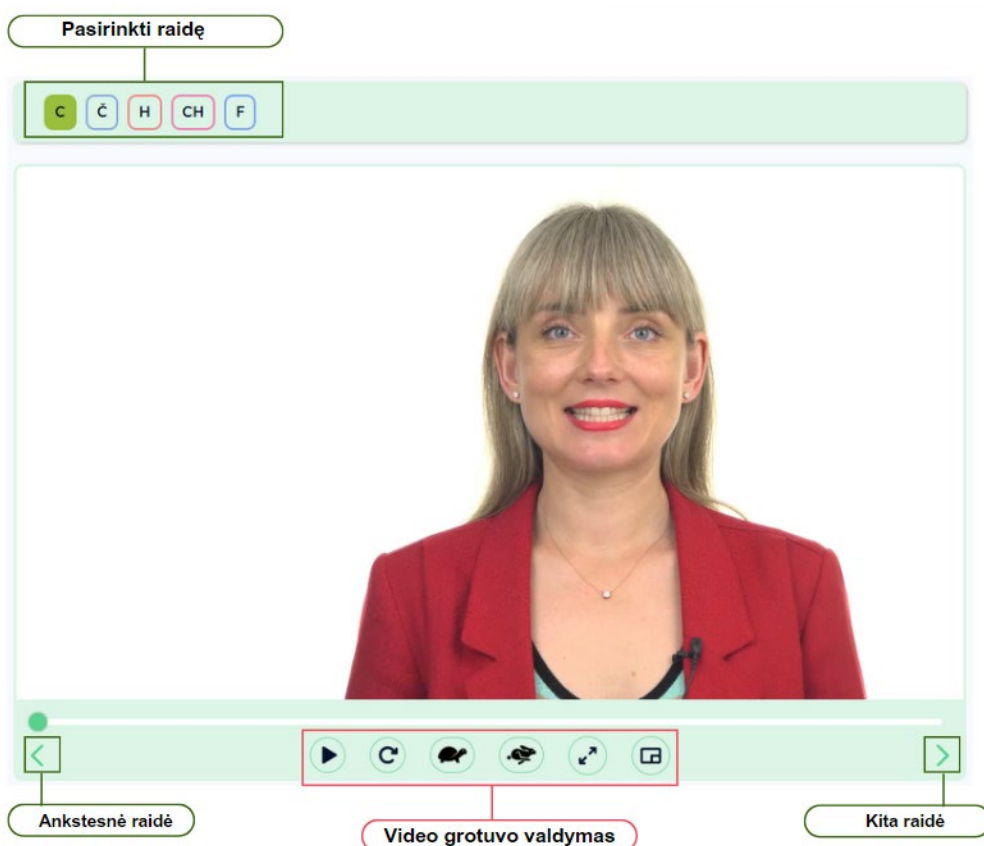 Pasirinkti raidę
C Č H CH F
Ankstesnė raidė
Video grotuvo valdymas
Kita raidė